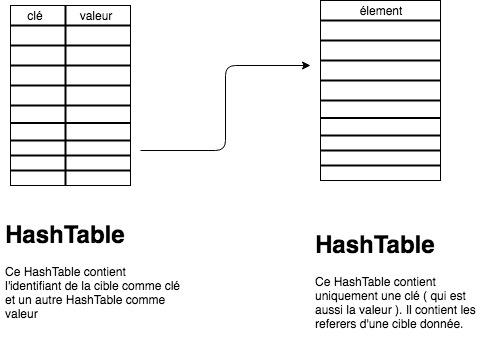 clé valeur
élement
HashTable
Ce HashTable contient
l'identifiant de la cible comme clé
et un autre HashTable comme
valeur
HashTable
Ce HashTable contient
uniquement une clé ( qui est
aussi la valeur ). Il contient les
referers d'une cible donnée.